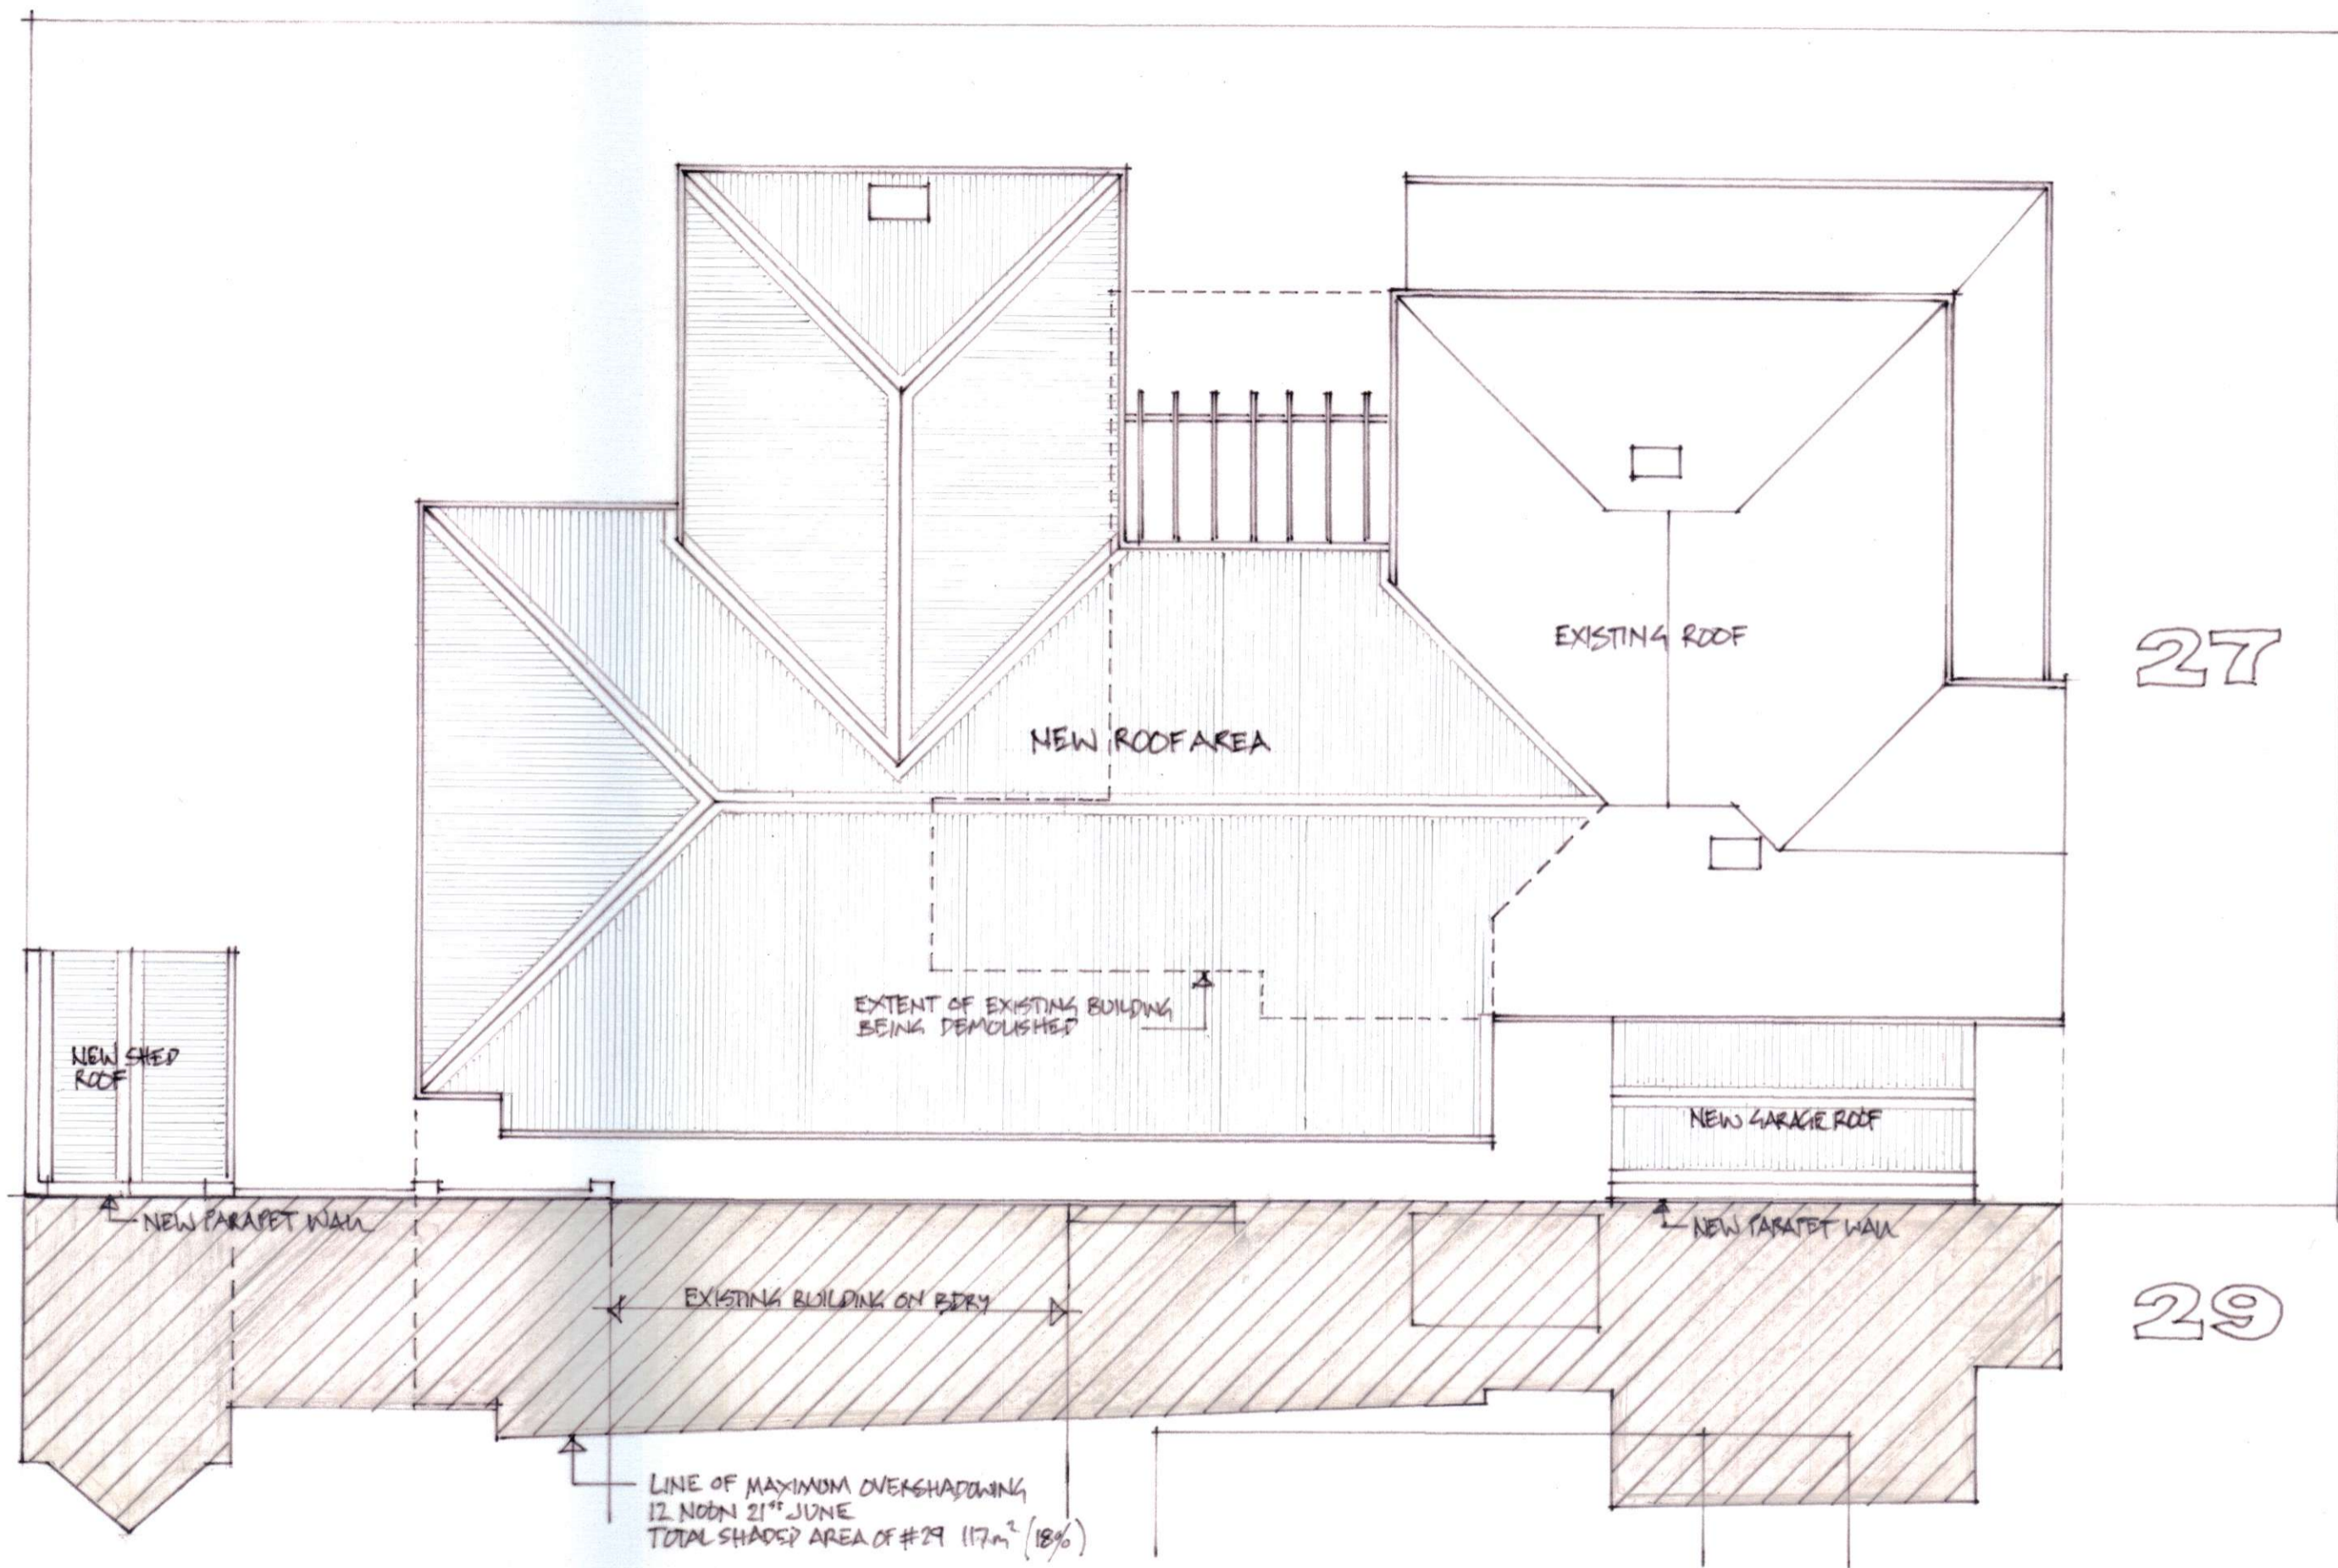 27
EXISTING ROOF
NEW ROOF AREA
EXTENT OF EXISTING BUILDING
BEING DEMOLISHED
NEW SHED
ROOF
NEW GARAGE ROOF
NEW PARAPET WALL
NEW PARAPET WALL
EXISTING BUILDING ON BDRY
29
LINE OF MAXIMUM OVERSHADOWING
12 NOON 21ST JUNE
TOTAL SHADED AREA OF #29 117m² (18%)